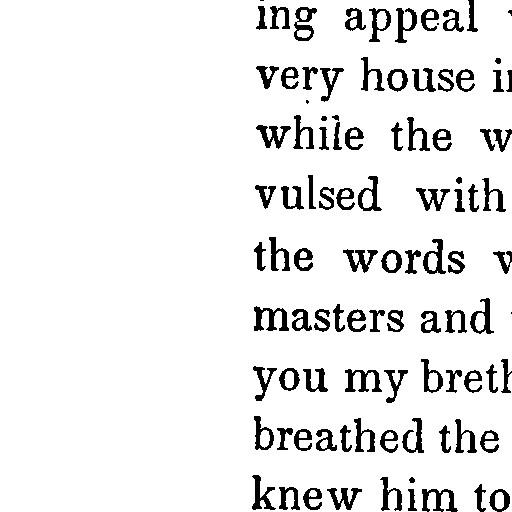 ing appeal
very house
while the
vulsed with
the words
masters and
you my
breathed the
knew him to